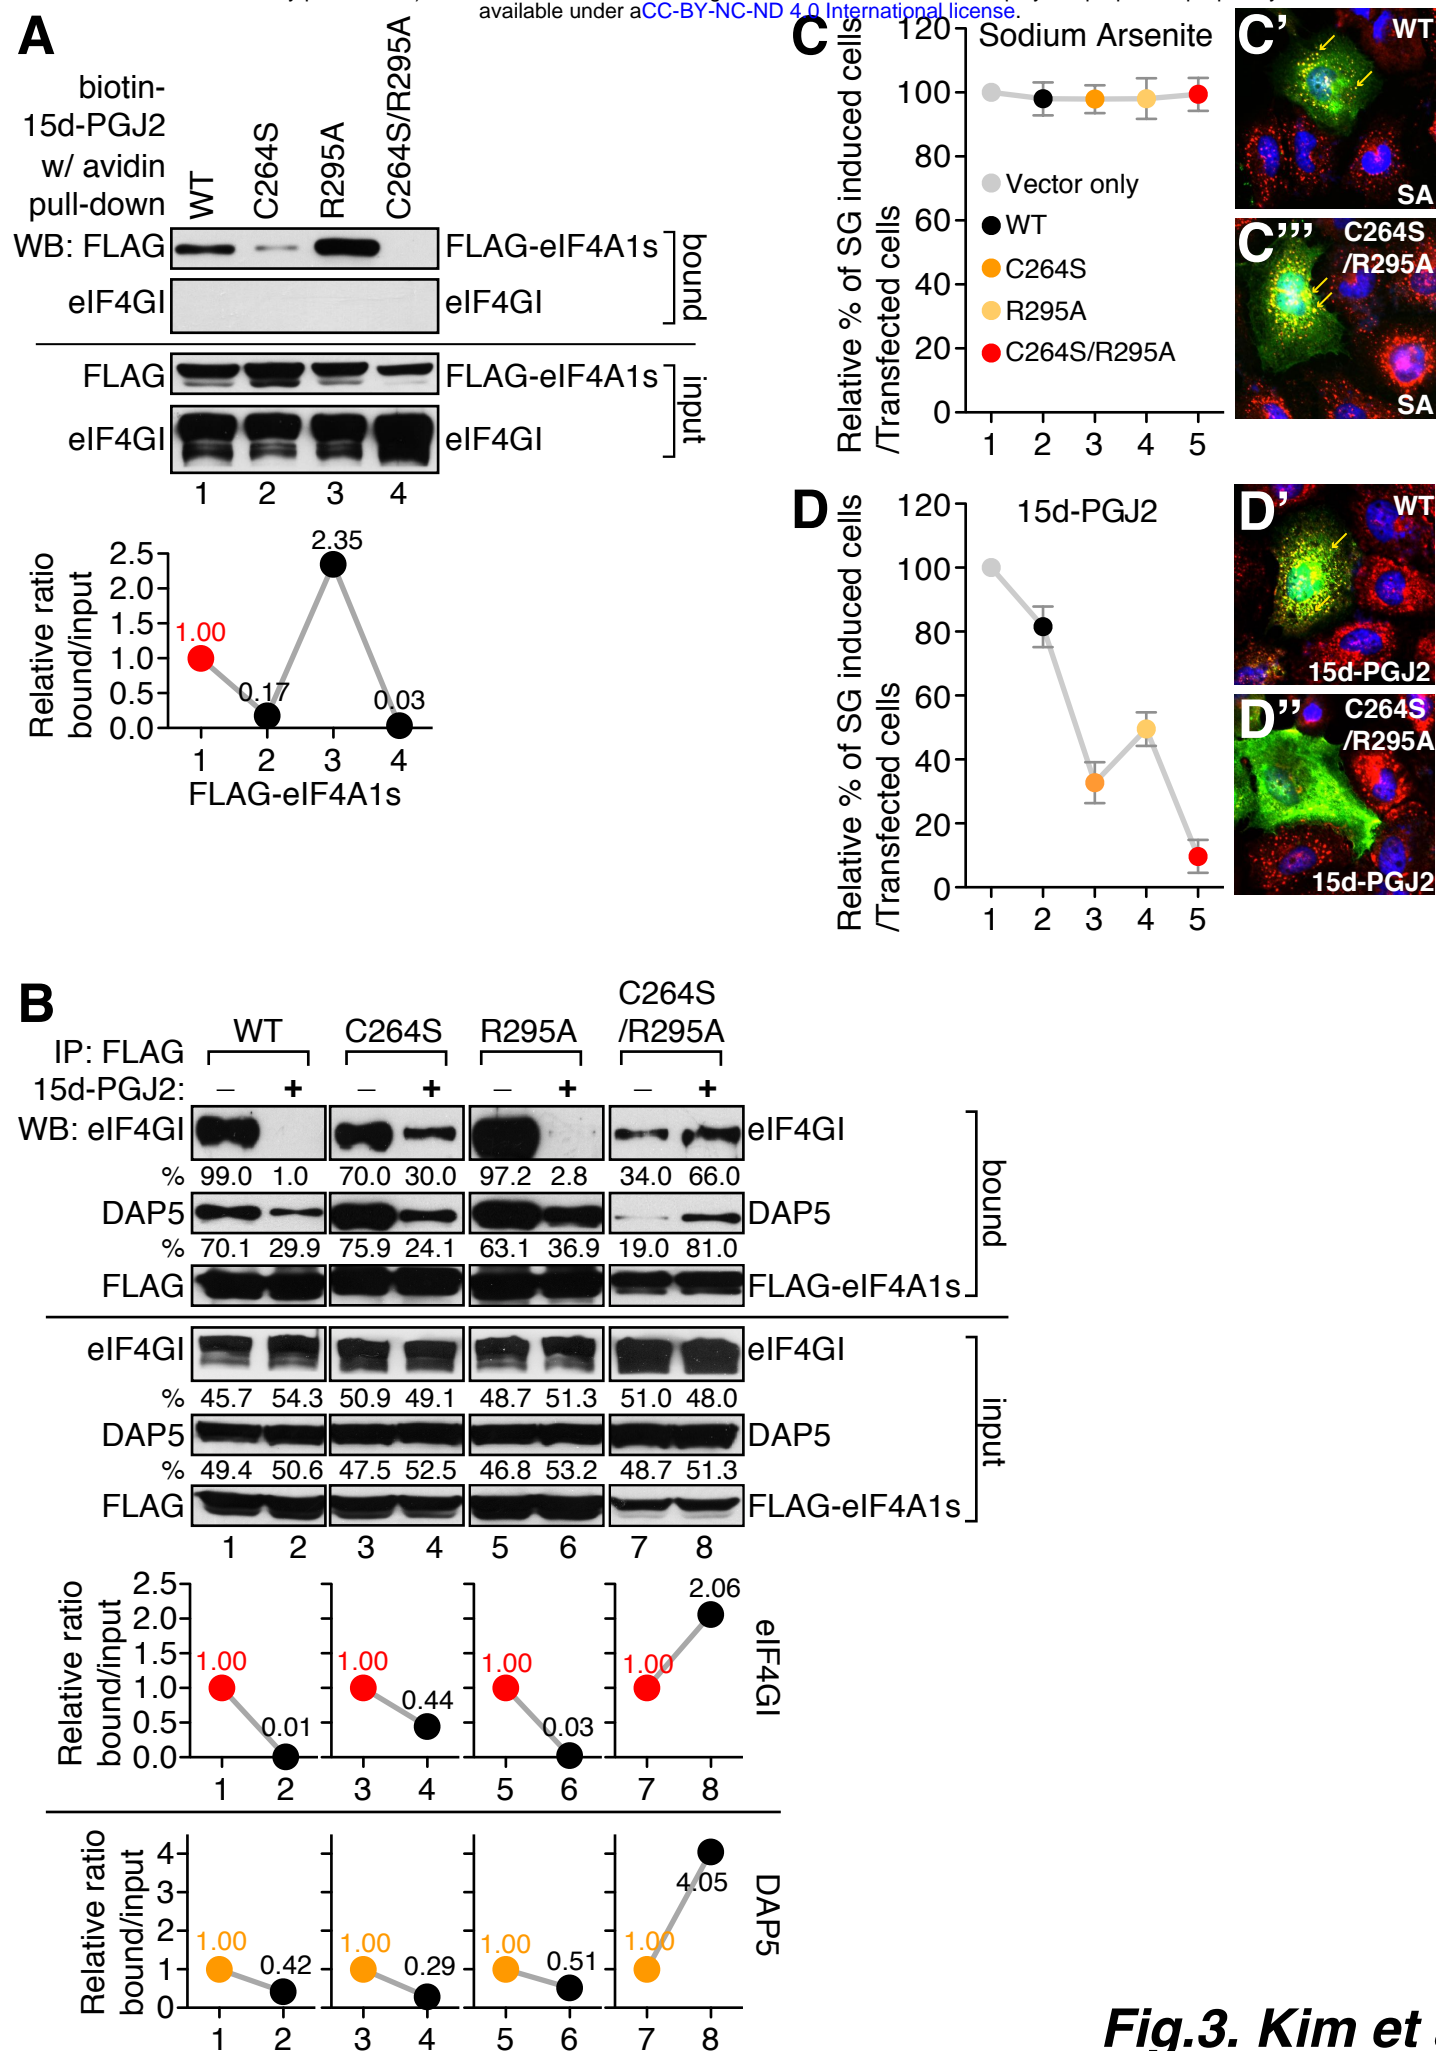 available under aCC-BY-NC-ND 4.0 International license.
A
biotin-
15d-PGJ2
w/ avidin
pull-down
WT
C264S
R295A
C264S/R295A
WB: FLAG
FLAG-eIF4A1s
eIF4GI
eIF4GI
bound
FLAG
FLAG-eIF4A1s
eIF4GI
eIF4GI
input
1 2 3 4
Relative ratio
bound/input
2.5
2.0
1.5
1.0
0.5
0.0
1.00
0.17
2.35
0.03
1 2 3 4
FLAG-eIF4A1s
C
Sodium Arsenite
Relative % of SG induced cells
/Transfected cells
120
100
80
60
40
20
0
Vector only
WT
C264S
R295A
C264S/R295A
1 2 3 4 5
C’
WT
SA
C’’’
C264S
/R295A
SA
D
15d-PGJ2
Relative % of SG induced cells
/Transfected cells
120
100
80
60
40
20
0
1 2 3 4 5
D’
WT
15d-PGJ2
D’’
C264S
/R295A
15d-PGJ2
B
IP: FLAG
WT
C264S
R295A
C264S
/R295A
15d-PGJ2: – + – + – + – +
WB: eIF4GI
eIF4GI
% 99.0 1.0 70.0 30.0 97.2 2.8 34.0 66.0
DAP5
DAP5
% 70.1 29.9 75.9 24.1 63.1 36.9 19.0 81.0
FLAG
FLAG-eIF4A1s
bound
eIF4GI
eIF4GI
% 45.7 54.3 50.9 49.1 48.7 51.3 51.0 48.0
DAP5
DAP5
% 49.4 50.6 47.5 52.5 46.8 53.2 48.7 51.3
FLAG
FLAG-eIF4A1s
input
1 2 3 4 5 6 7 8
Relative ratio
bound/input
2.5
2.0
1.5
1.0
0.5
0.0
1.00
0.01
1.00
0.44
1.00
0.03
1.00
2.06
eIF4GI
1 2 3 4 5 6 7 8
Relative ratio
bound/input
4
3
2
1
0
1.00
0.42
1.00
0.29
1.00
0.51
1.00
4.05
DAP5
1 2 3 4 5 6 7 8
Fig.3. Kim et